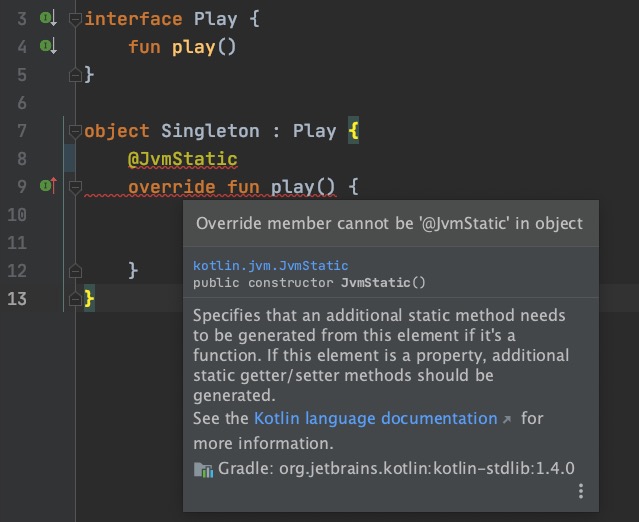 3 interface Play {
4 fun play()
5 }
6
7 object Singleton : Play {
8 @JvmStatic
9 override fun play() {
10
Override member cannot be '@JvmStatic' in object
11
kotlin.jvm.JvmStatic
12 }
public constructor JvmStatic()
13 }
Specifies that an additional static method needs
to be generated from this element if it's a
function. If this element is a property, additional
static getter/setter methods should be
generated.
See the Kotlin language documentation ↗ for
more information.
Gradle: org.jetbrains.kotlin:kotlin-stdlib:1.4.0